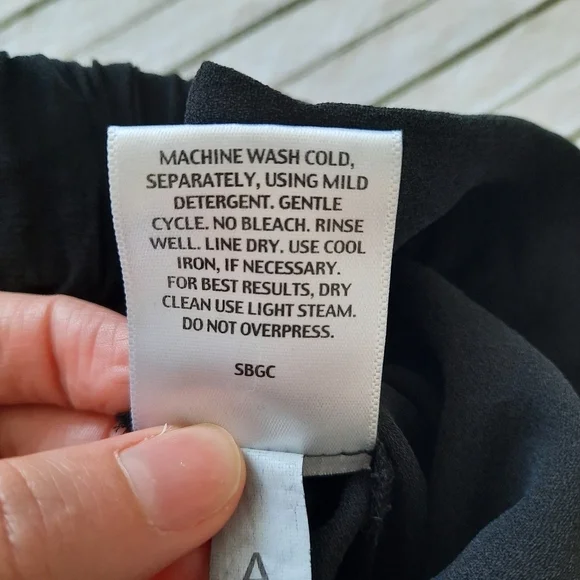 MACHINE WASH COLD,
SEPARATELY, USING MILD
DETERGENT. GENTLE
CYCLE. NO BLEACH. RINSE
WELL. LINE DRY. USE COOL
IRON, IF NECESSARY.
FOR BEST RESULTS, DRY
CLEAN USE LIGHT STEAM.
DO NOT OVERPRESS.
SBGC
A